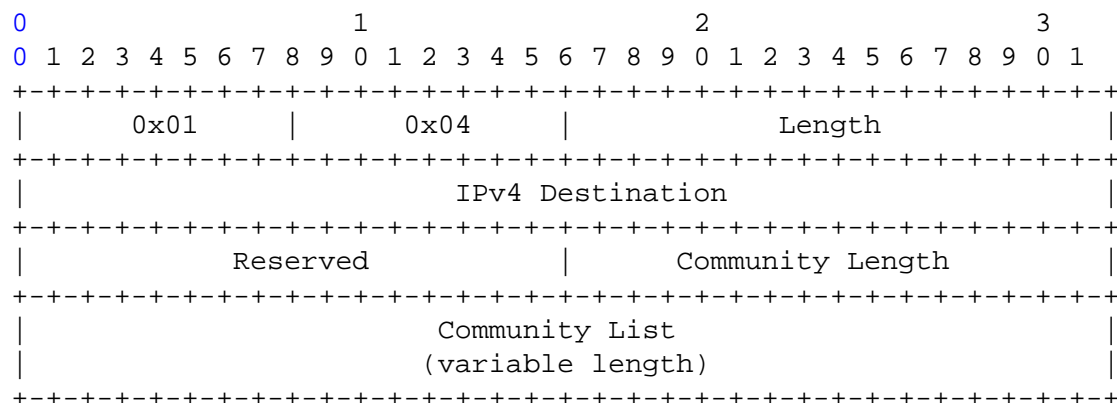 0                   1                   2                   3
0 1 2 3 4 5 6 7 8 9 0 1 2 3 4 5 6 7 8 9 0 1 2 3 4 5 6 7 8 9 0 1
+-+-+-+-+-+-+-+-+-+-+-+-+-+-+-+-+-+-+-+-+-+-+-+-+-+-+-+-+-+-+-+-+
|      0x01     |      0x04     |            Length             |
+-+-+-+-+-+-+-+-+-+-+-+-+-+-+-+-+-+-+-+-+-+-+-+-+-+-+-+-+-+-+-+-+
|                         IPv4 Destination                      |
+-+-+-+-+-+-+-+-+-+-+-+-+-+-+-+-+-+-+-+-+-+-+-+-+-+-+-+-+-+-+-+-+
|            Reserved           |      Community Length         |
+-+-+-+-+-+-+-+-+-+-+-+-+-+-+-+-+-+-+-+-+-+-+-+-+-+-+-+-+-+-+-+-+
|                        Community List                         |
|                       (variable length)                       |
+-+-+-+-+-+-+-+-+-+-+-+-+-+-+-+-+-+-+-+-+-+-+-+-+-+-+-+-+-+-+-+-+